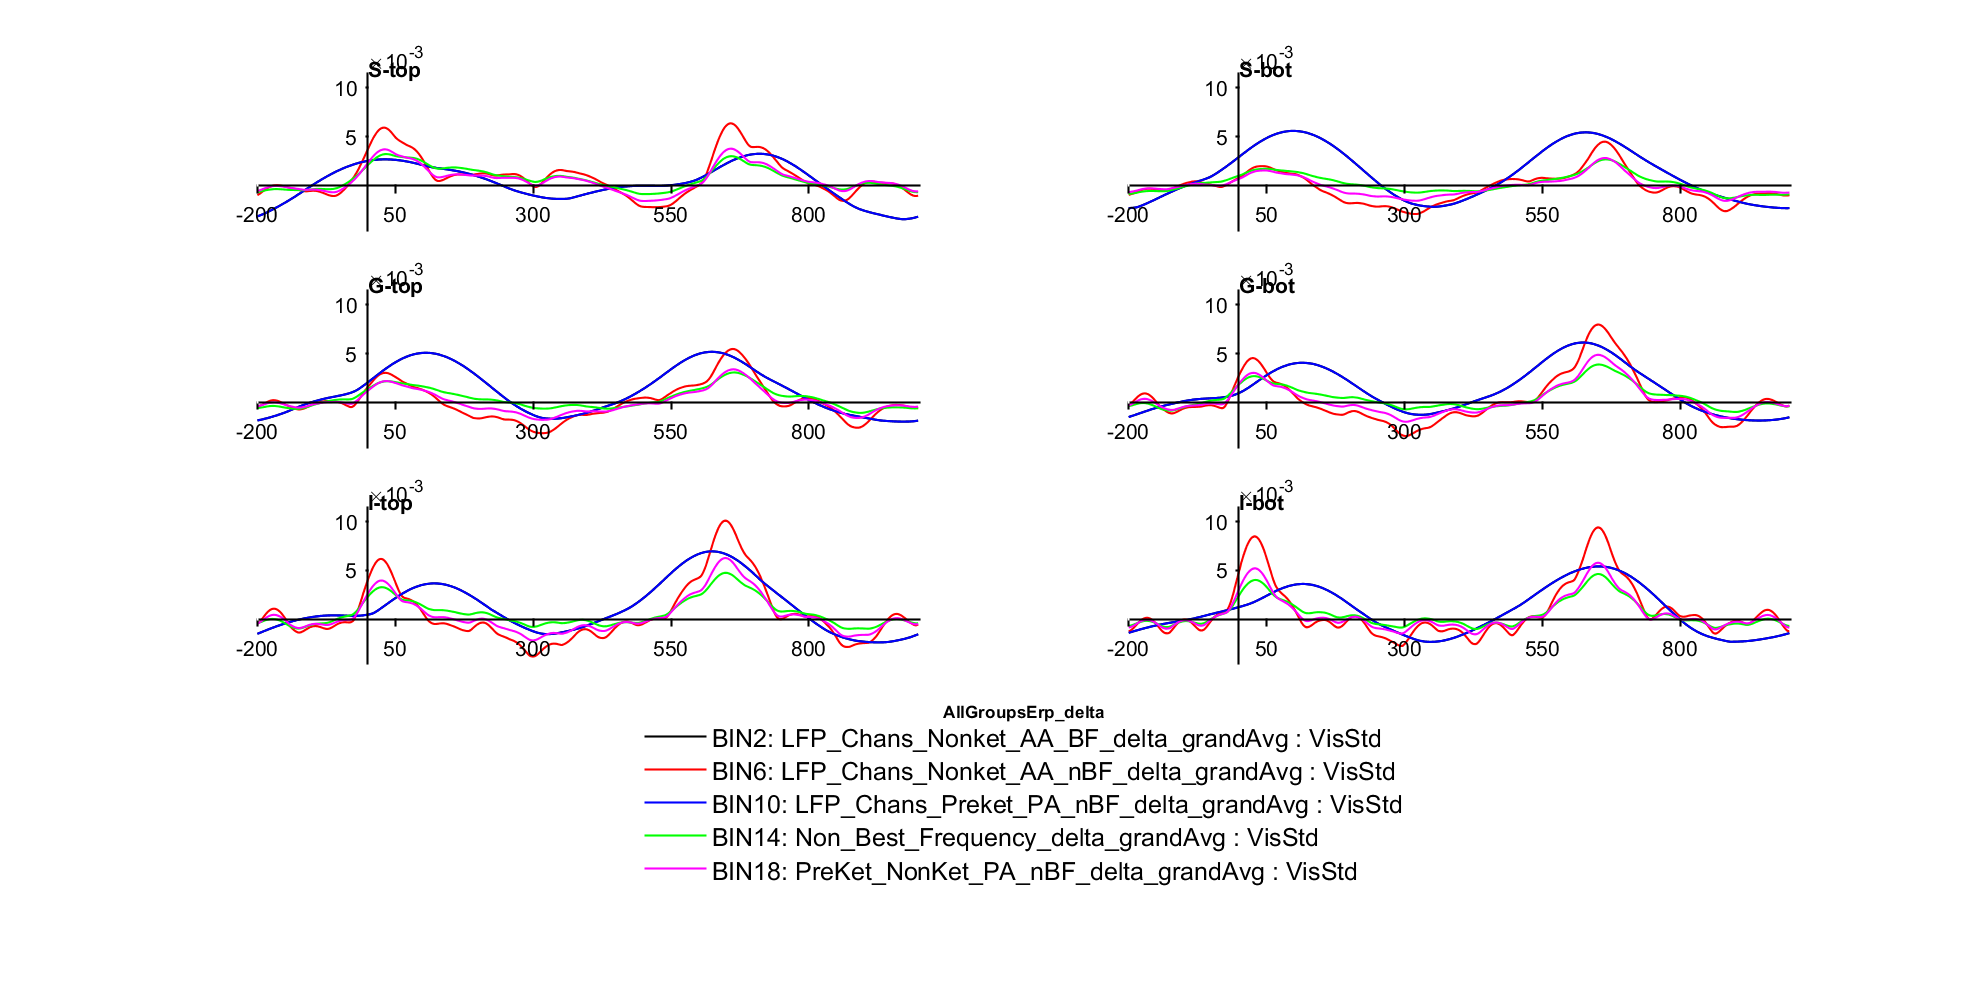 × 10-3 × 10-3
S-top S-bot
10 10
5 5
-200 50 300 550 800 -200 50 300 550 800
× 10-3 × 10-3
G-top G-bot
10 10
5 5
-200 50 300 550 800 -200 50 300 550 800
× 10-3 × 10-3
I-top I-bot
10 10
5 5
-200 50 300 550 800 -200 50 300 550 800
AllGroupsErp_delta
BIN2: LFP_Chans_Nonket_AA_BF_delta_grandAvg : VisStd
BIN6: LFP_Chans_Nonket_AA_nBF_delta_grandAvg : VisStd
BIN10: LFP_Chans_Preket_PA_nBF_delta_grandAvg : VisStd
BIN14: Non_Best_Frequency_delta_grandAvg : VisStd
BIN18: PreKet_NonKet_PA_nBF_delta_grandAvg : VisStd